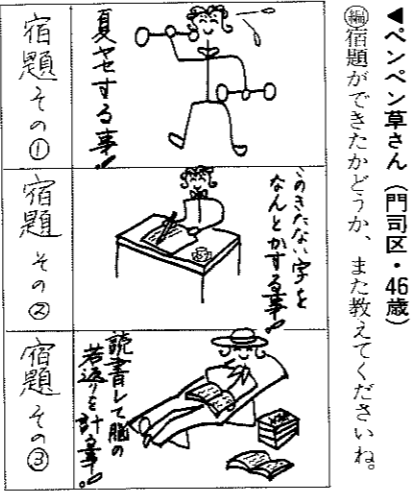 ◀ペンペン草さん（門司区・46歳）
㊢宿題ができたかどうか、また教えてくださいね。
宿題その①
夏ヤセする事!!
宿題その②
このきたない字を
なんとかする事!!
宿題その③
読書して脳の
若返りを計る事!!